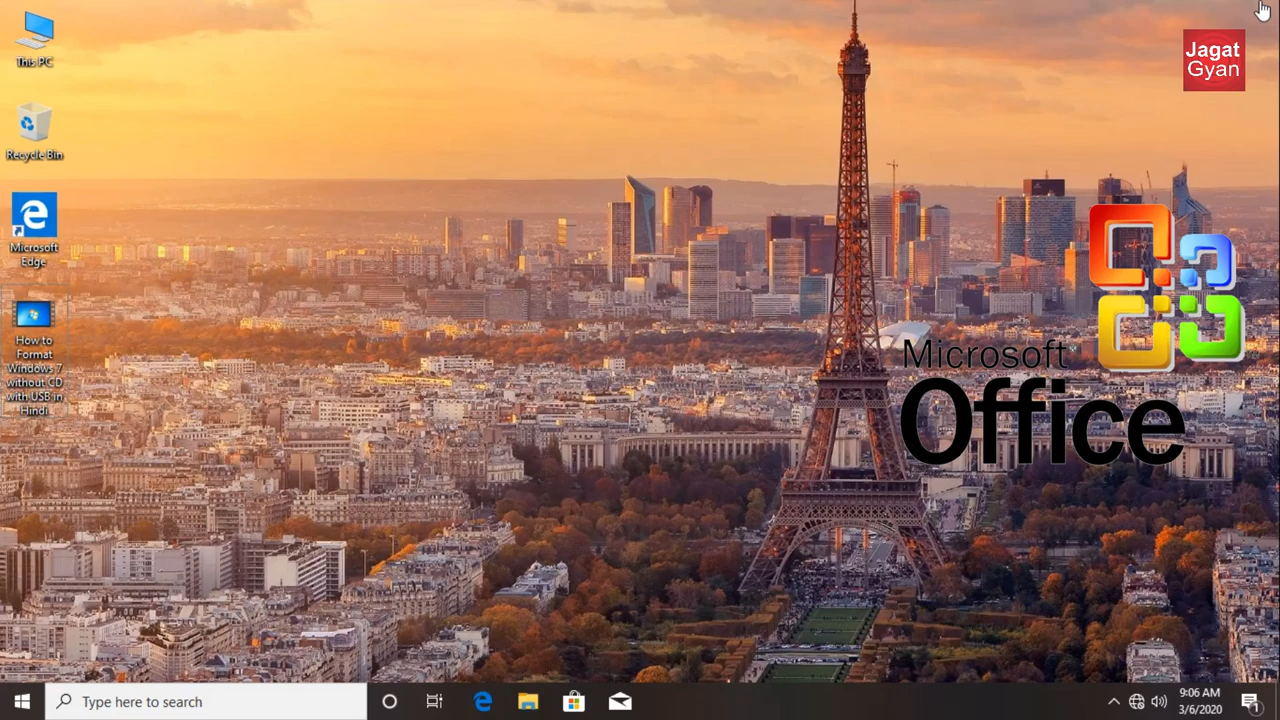 This PC
Recycle Bin
Microsoft
Edge
How to
Format
Windows 7
without CD
with USB in
Hindi
Jagat
Gyan
Microsoft
Office
Type here to search
9:06 AM
3/6/2020
1